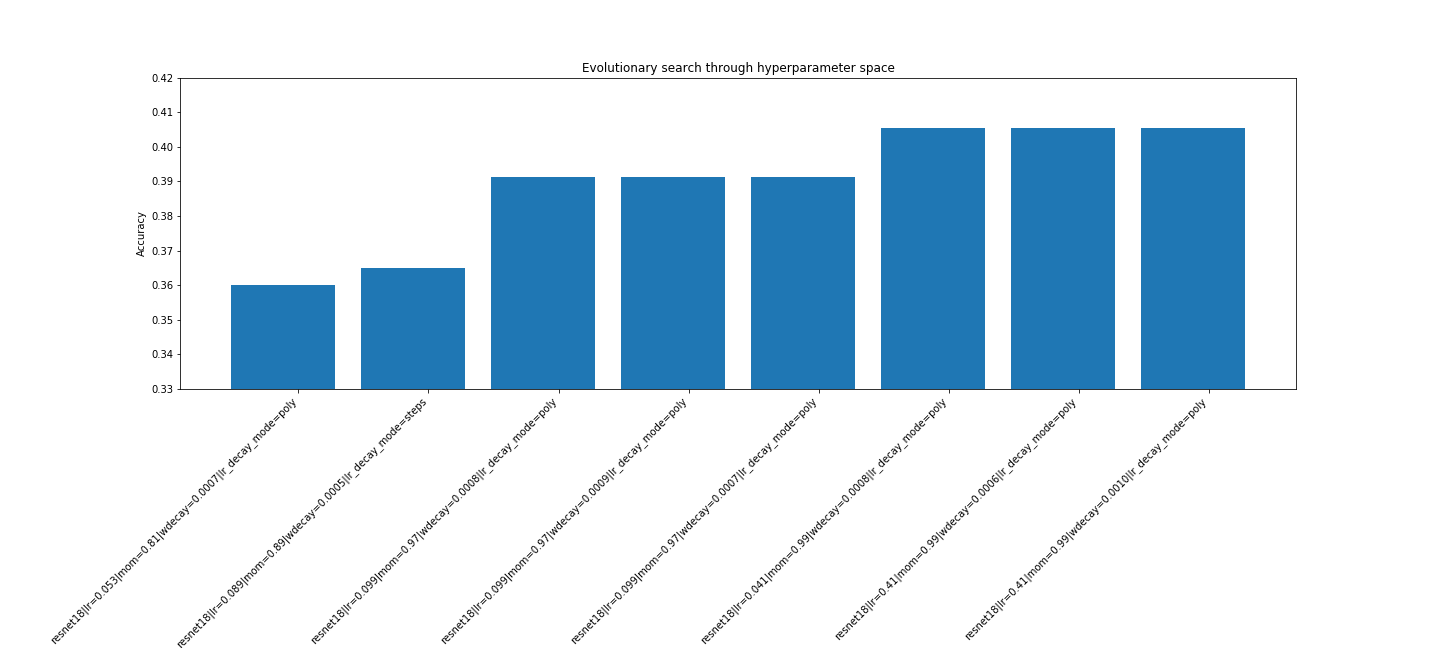 Evolutionary search through hyperparameter space
Accuracy
0.42
0.41
0.40
0.39
0.38
0.37
0.36
0.35
0.34
0.33
resnet18|lr=0.053|mom=0.81|wdecay=0.0007|lr_decay_mode=poly
resnet18|lr=0.089|mom=0.89|wdecay=0.0005|lr_decay_mode=steps
resnet18|lr=0.099|mom=0.97|wdecay=0.0008|lr_decay_mode=poly
resnet18|lr=0.099|mom=0.97|wdecay=0.0009|lr_decay_mode=poly
resnet18|lr=0.099|mom=0.97|wdecay=0.0007|lr_decay_mode=poly
resnet18|lr=0.041|mom=0.99|wdecay=0.0008|lr_decay_mode=poly
resnet18|lr=0.41|mom=0.99|wdecay=0.0006|lr_decay_mode=poly
resnet18|lr=0.41|mom=0.99|wdecay=0.0010|lr_decay_mode=poly